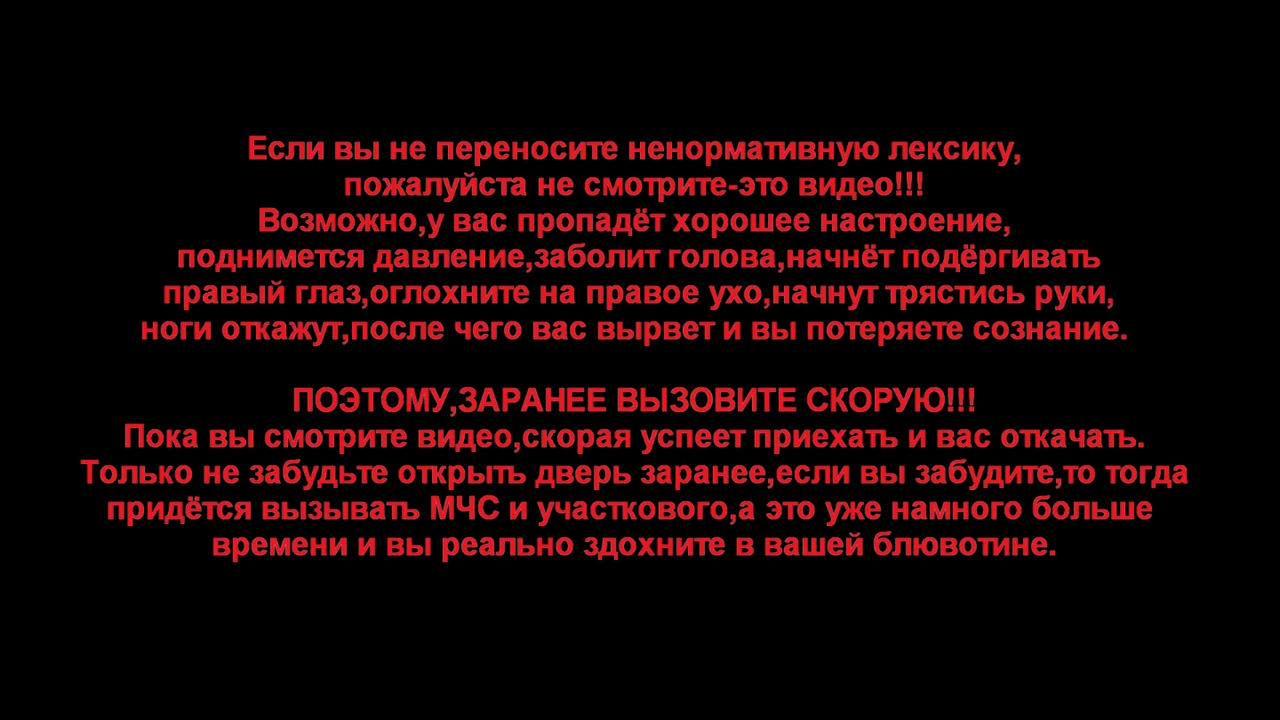 Если вы не переносите ненормативную лексику,
пожалуйста не смотрите-это видео!!!
Возможно,у вас пропадёт хорошее настроение,
поднимется давление,заболит голова,начнёт подёргивать
правый глаз,оглохните на правое ухо,начнут трястись руки,
ноги откажут,после чего вас вырвет и вы потеряете сознание.
ПОЭТОМУ,ЗАРАНЕЕ ВЫЗОВИТЕ СКОРУЮ!!!
Пока вы смотрите видео,скорая успеет приехать и вас откачать.
Только не забудьте открыть дверь заранее,если вы забудите,то тогда
придётся вызывать МЧС и участкового,а это уже намного больше
времени и вы реально здохните в вашей блювотине.